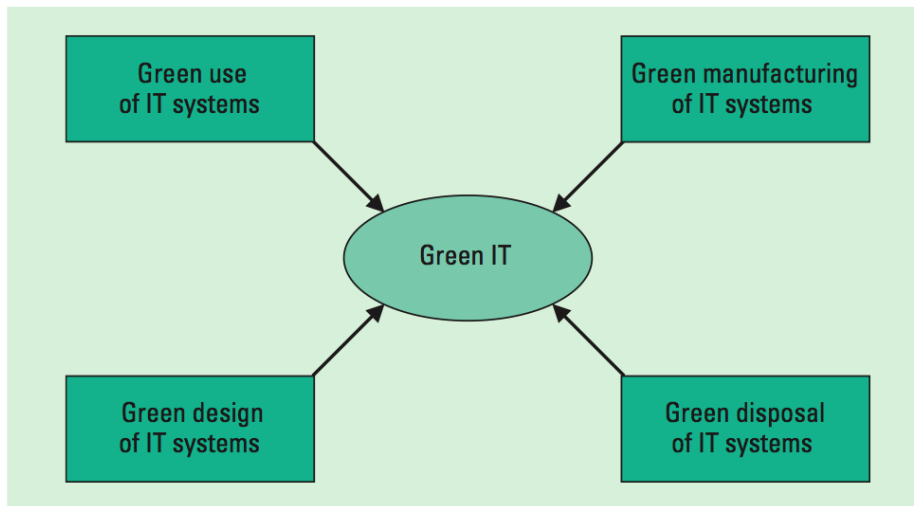 Green use
of IT systems
Green manufacturing
of IT systems
Green IT
Green design
of IT systems
Green disposal
of IT systems